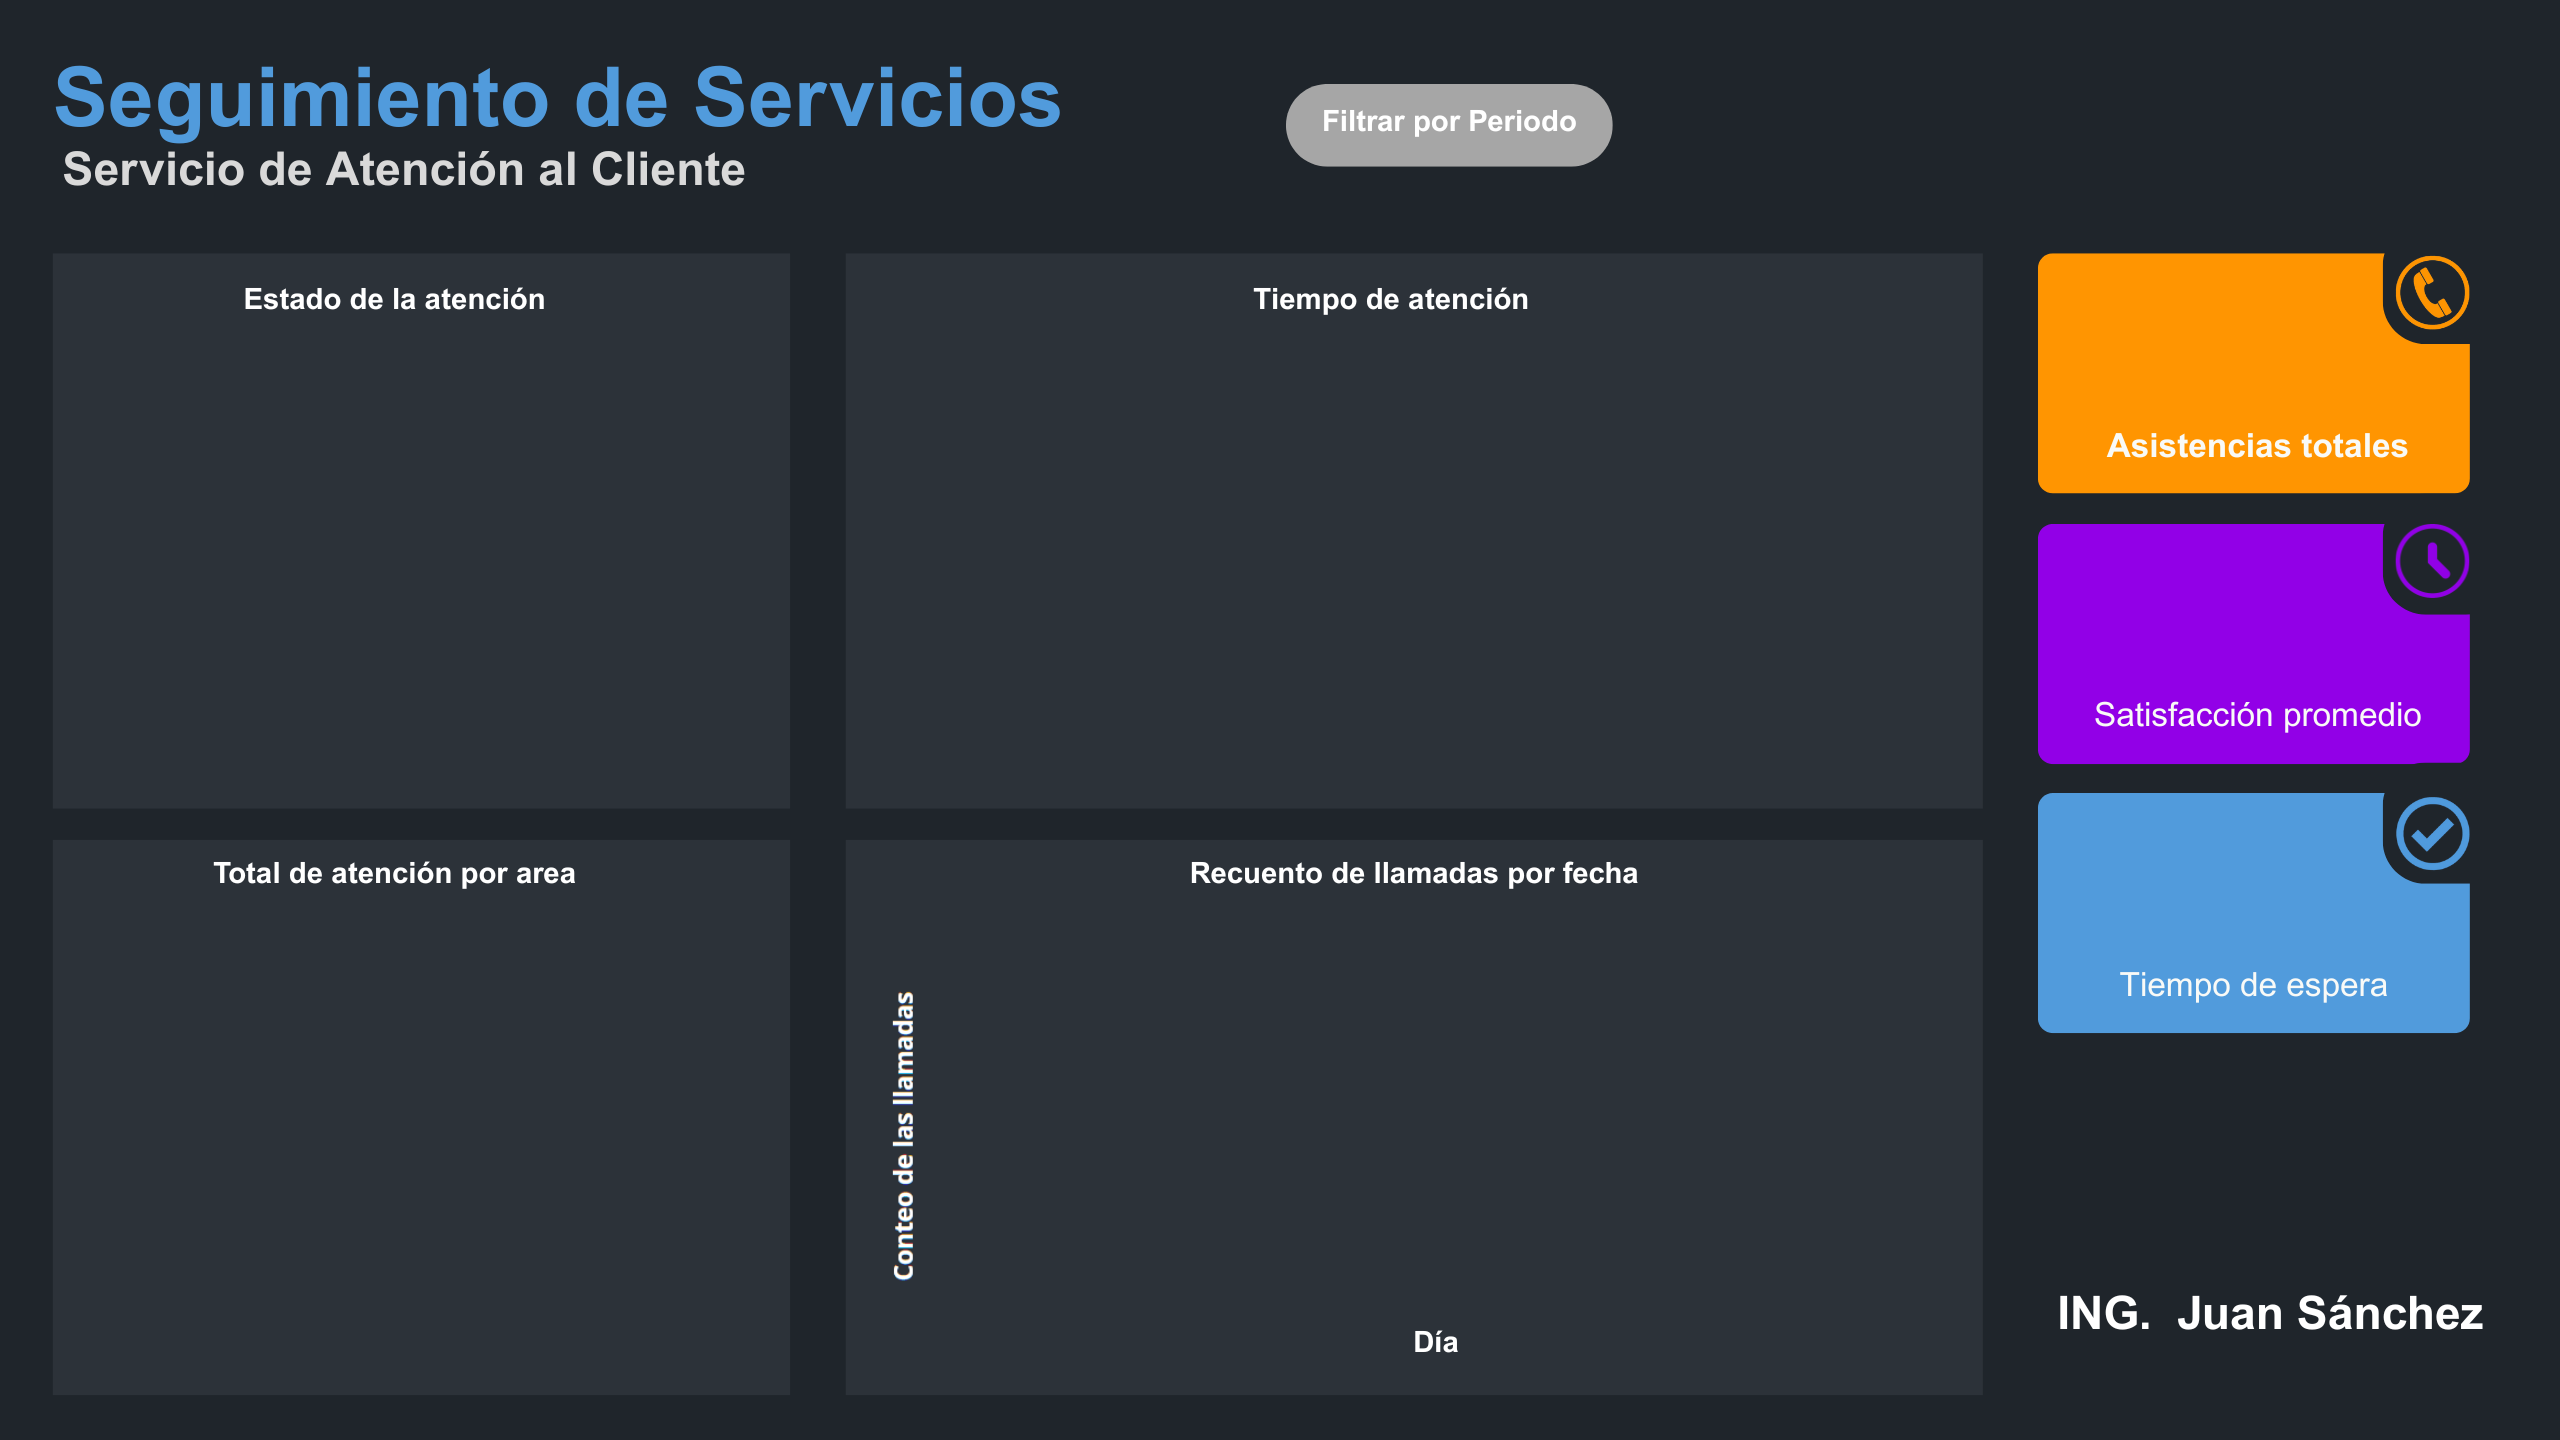 Seguimiento de Servicios
Servicio de Atención al Cliente
Filtrar por Periodo
Estado de la atención
Tiempo de atención
Asistencias totales
Satisfacción promedio
Tiempo de espera
Total de atención por area
Recuento de llamadas por fecha
Conteo de las llamadas
Día
ING.  Juan Sánchez